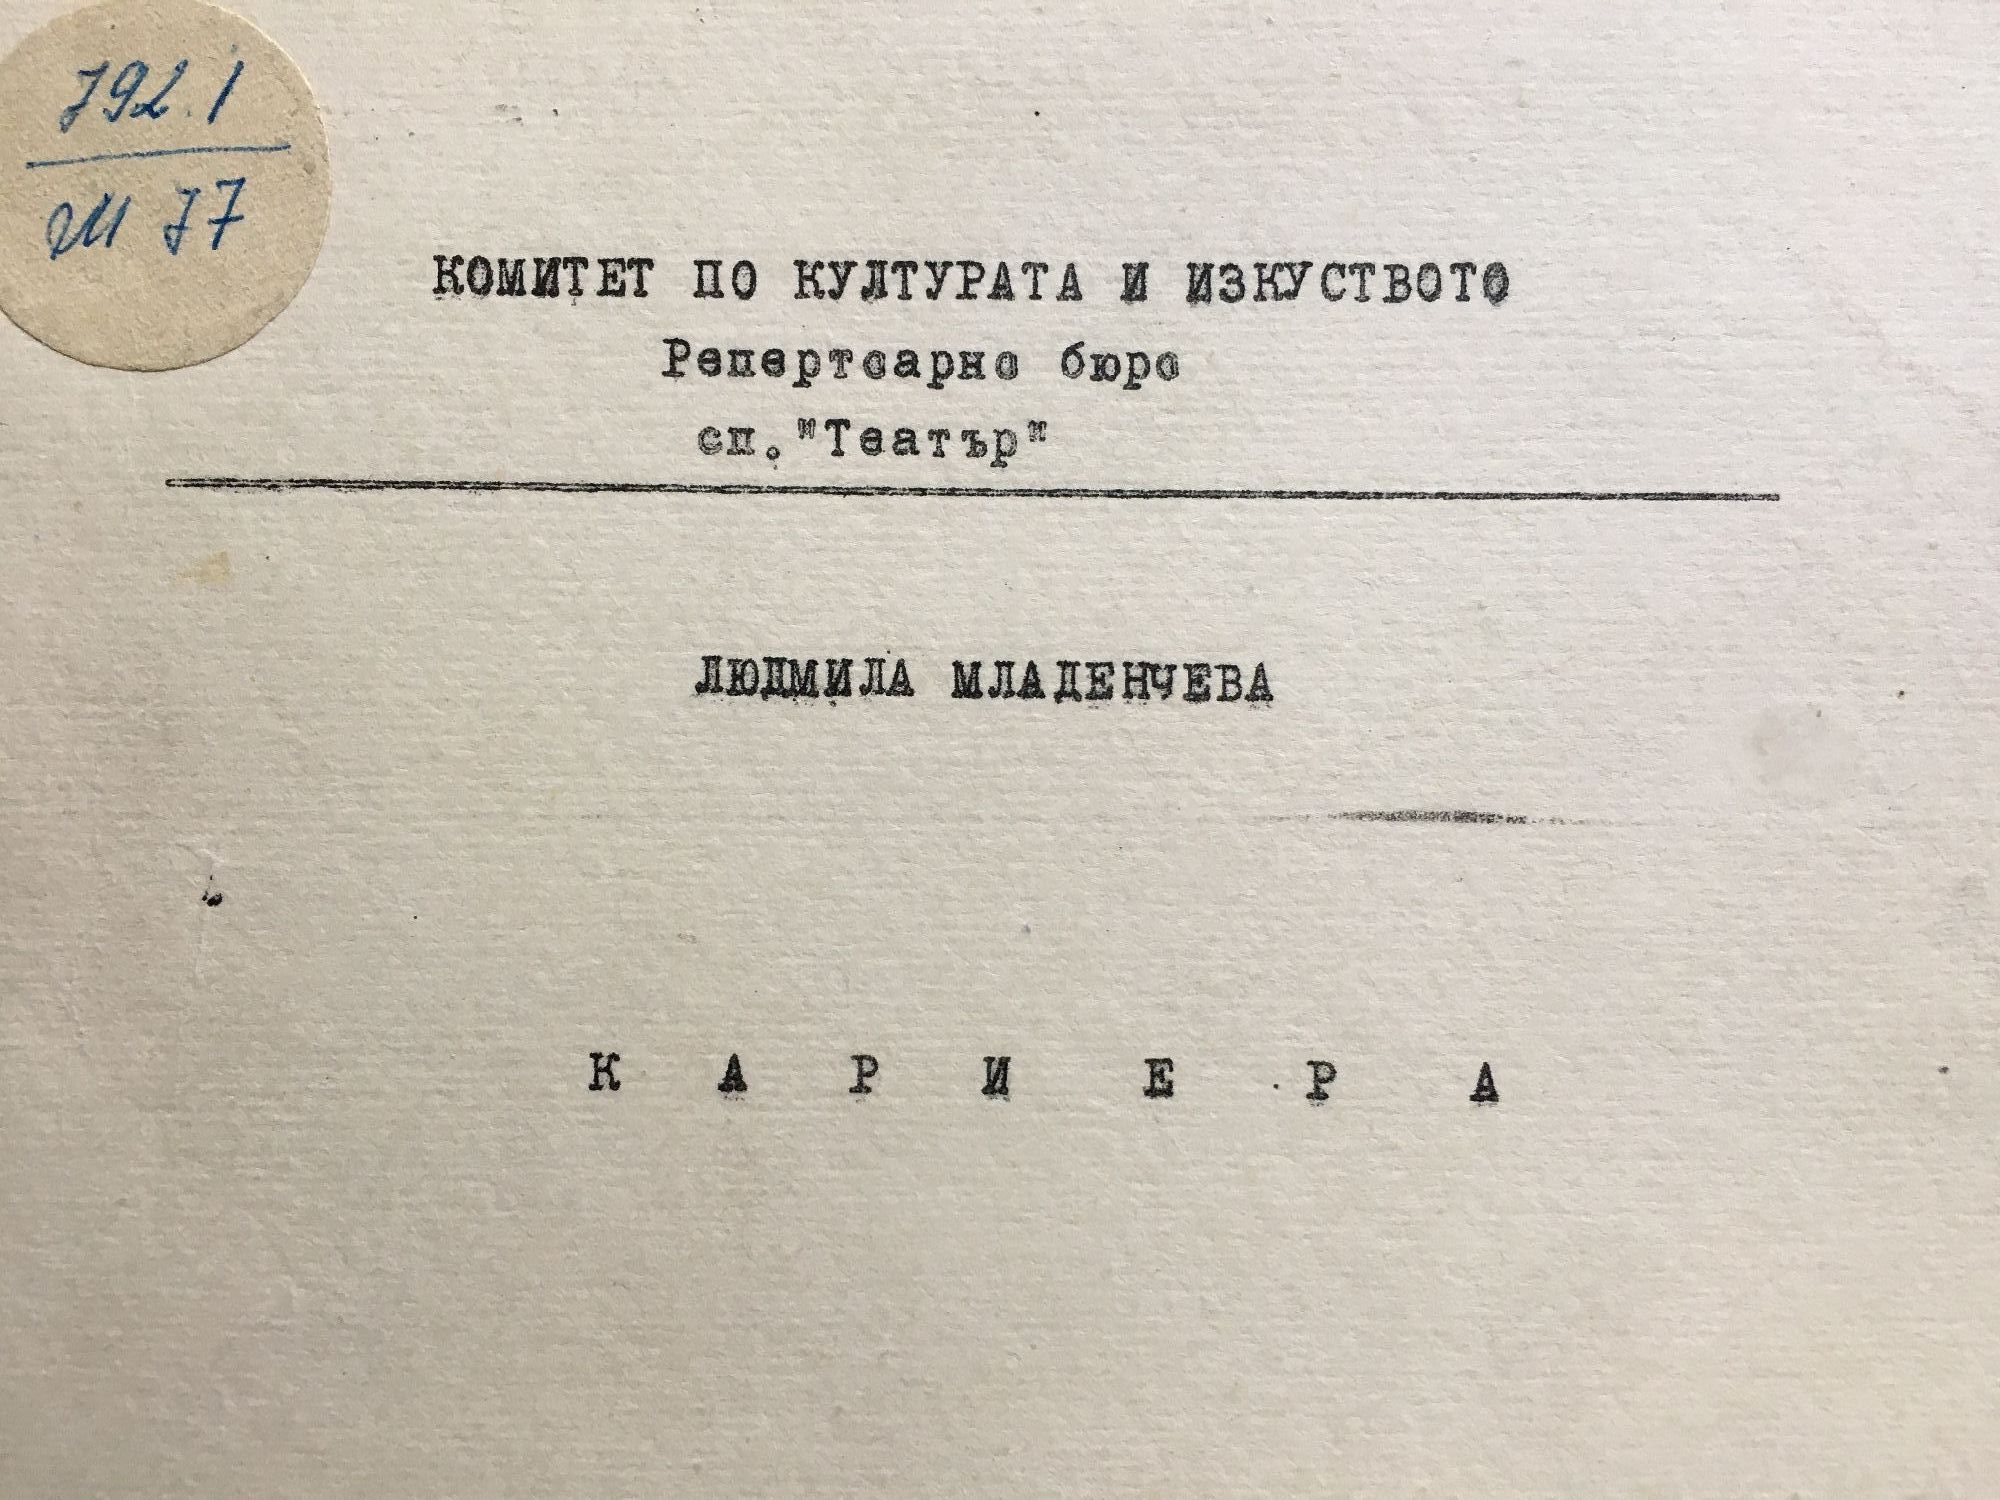 792.1
М 77
КОМИТЕТ ПО КУЛТУРАТА И ИЗКУСТВОТО
Репертоарно бюро
сп. "Театър"
ЛЮДМИЛА МЛАДЕНЧЕВА
К А Р И Е Р А